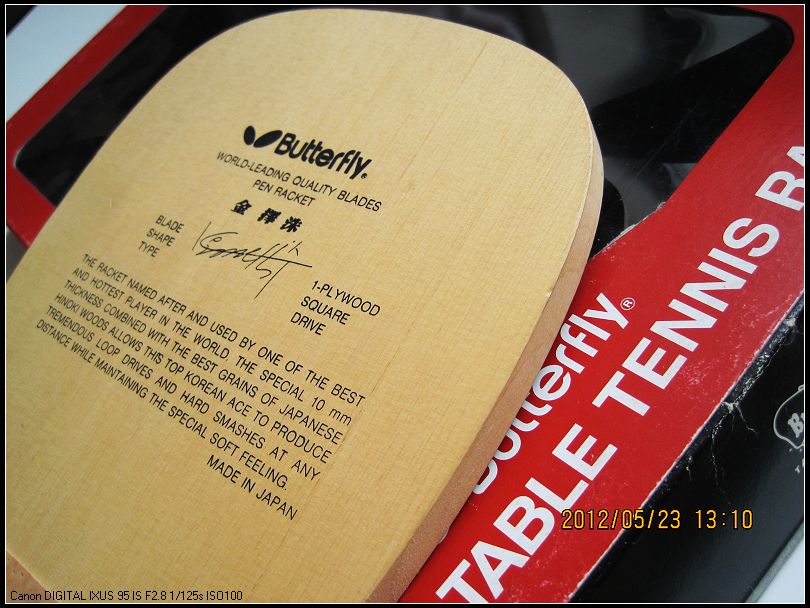 Butterfly®
WORLD-LEADING QUALITY BLADES
PEN RACKET
金擇洙
BLADE 1-PLYWOOD
SHAPE SQUARE
TYPE DRIVE
THE RACKET NAMED AFTER AND USED BY ONE OF THE BEST
AND HOTTEST PLAYER IN THE WORLD. THE SPECIAL 10 mm
THICKNESS COMBINED WITH THE BEST GRAINS OF JAPANESE
HINOKI WOODS ALLOWS THIS TOP KOREAN ACE TO PRODUCE
TREMENDOUS LOOP DRIVES AND HARD SMASHES AT ANY
DISTANCE WHILE MAINTAINING THE SPECIAL SOFT FEELING.
MADE IN JAPAN
Butterfly®
TABLE TENNIS RA
2012/05/23 13:10
Canon DIGITAL IXUS 95 IS F2.8 1/125s ISO100